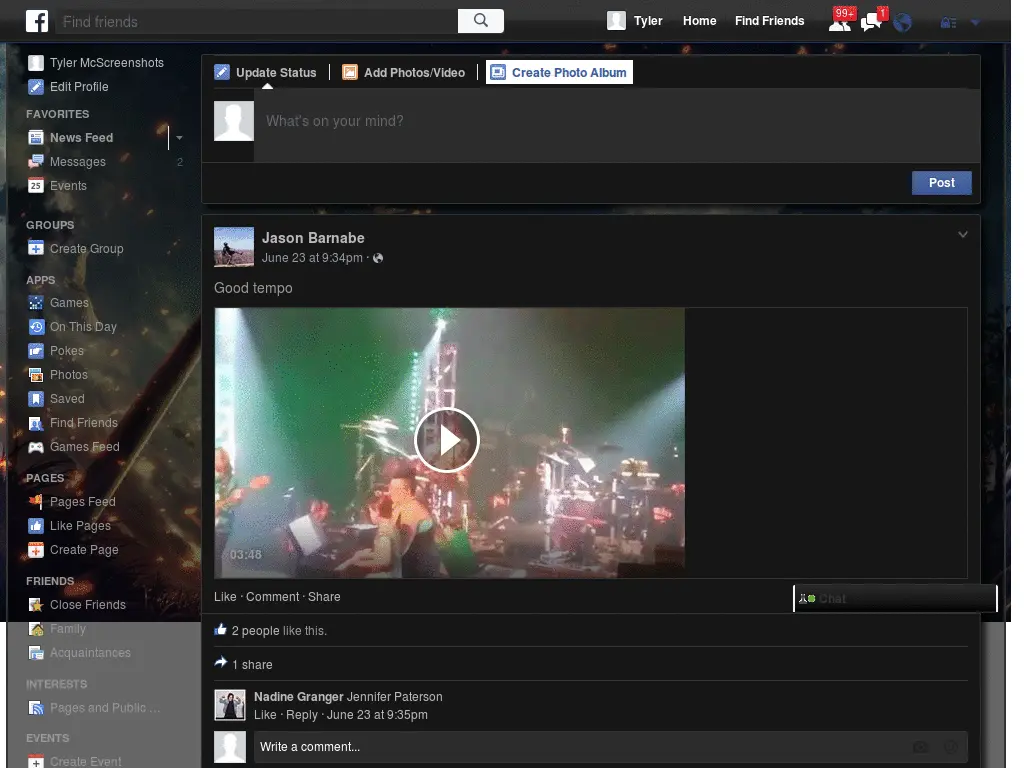 Find friends
Tyler
Home
Find Friends
99+
1
Tyler McScreenshots
Edit Profile
FAVORITES
News Feed
Messages 2
25 Events
GROUPS
Create Group
APPS
Games
On This Day
Pokes
Photos
Saved
Find Friends
Games Feed
PAGES
Pages Feed
Like Pages
Create Page
FRIENDS
Close Friends
Family
Acquaintances
INTERESTS
Pages and Public ...
EVENTS
Create Event
Update Status
Add Photos/Video
Create Photo Album
What's on your mind?
Post
Jason Barnabe
June 23 at 9:34pm ·
Good tempo
03:48
Like · Comment · Share
2 people like this.
1 share
Nadine Granger Jennifer Paterson
Like · Reply · June 23 at 9:35pm
Write a comment...
Chat